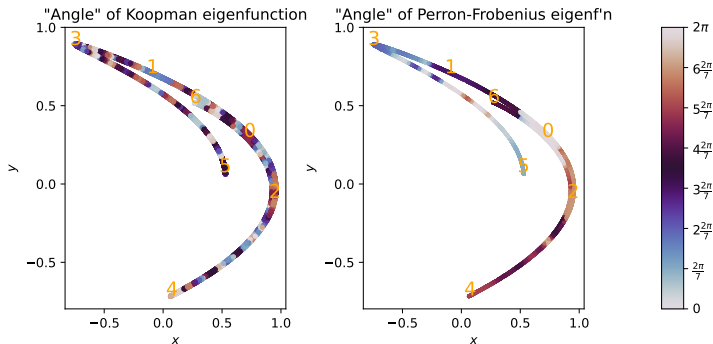 "Angle" of Koopman eigenfunction
"Angle" of Perron-Frobenius eigenf'n
1.0
0.5
0.0
−0.5
y
−0.5
0.0
0.5
1.0
x
3
1
6
0
5
2
4
1.0
0.5
0.0
−0.5
y
−0.5
0.0
0.5
1.0
x
3
1
6
0
5
2
4
2π
6 2π/7
5 2π/7
4 2π/7
3 2π/7
2 2π/7
2π/7
0